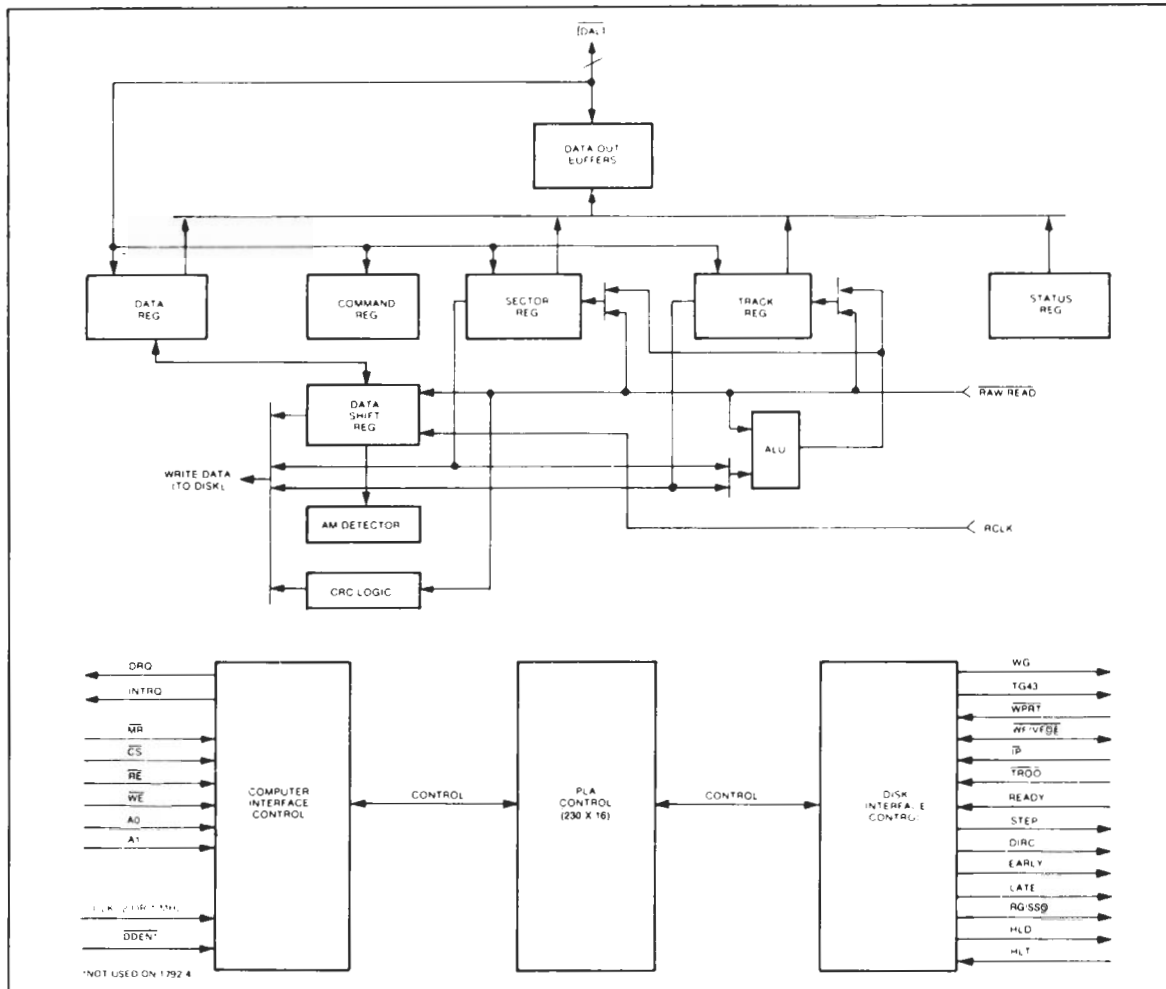 DAL
DATA OUT
BUFFERS
DATA
REG
COMMAND
REG
SECTOR
REG
TRACK
REG
STATUS
REG
DATA
SHIFT
REG
RAW READ
ALU
WRITE DATA
(TO DISK)
AM DETECTOR
RCLK
CRC LOGIC
DRQ
INTRQ
MR
CS
RE
WE
A0
A1
DDEN*
*NOT USED ON 1792 4
COMPUTER
INTERFACE
CONTROL
CONTROL
PLA
CONTROL
(230 X 16)
CONTROL
DISK
INTERFACE
CONTROL
WG
TG43
WPRT
WF/VFOE
IP
TR00
READY
STEP
DIRC
EARLY
LATE
RG/SSO
HLD
HLT